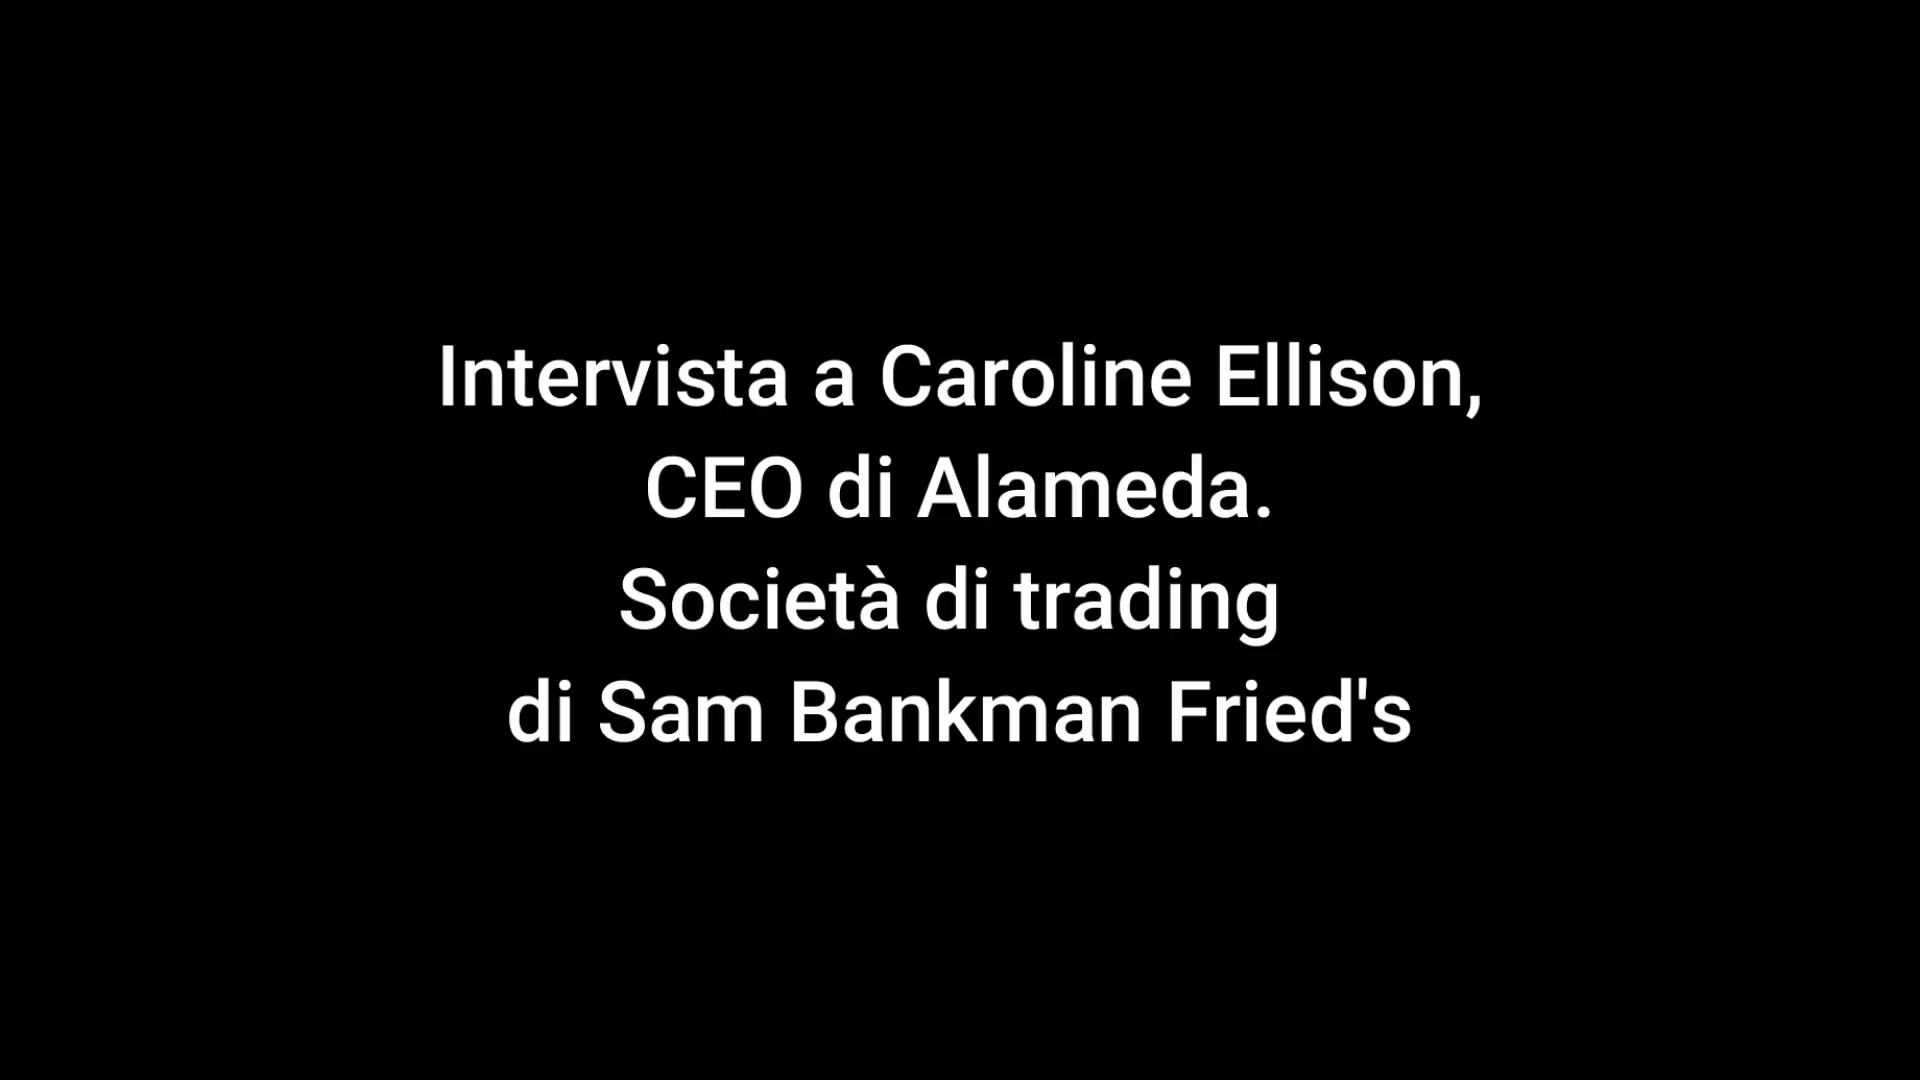 Intervista a Caroline Ellison,
CEO di Alameda.
Società di trading
di Sam Bankman Fried's